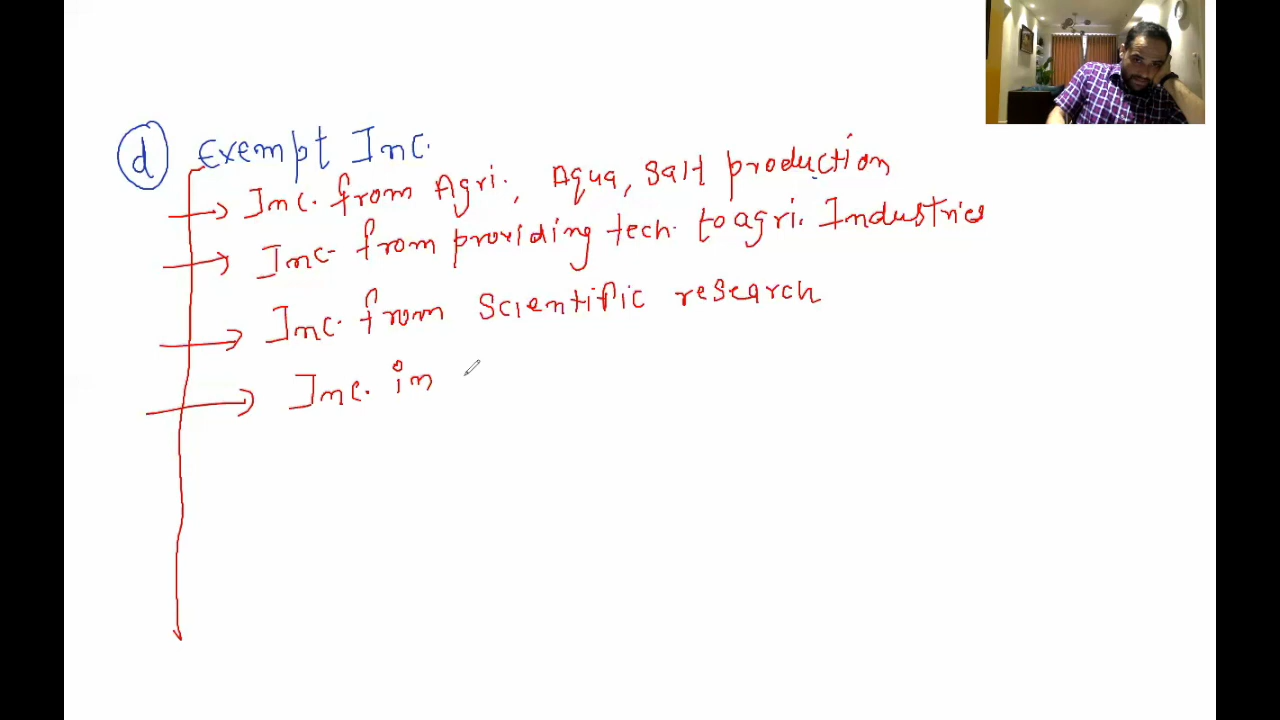 d Exempt Inc.
Inc. from Agri., Aqua, Salt production
Inc. from providing tech. to agri. Industries
Inc. from Scientific research
Inc. in